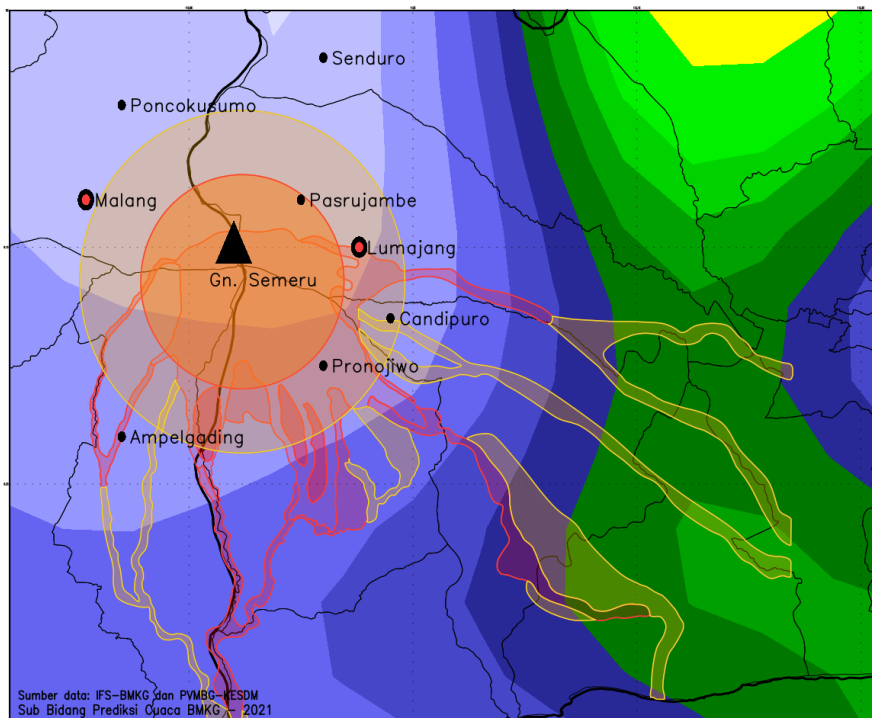 Senduro
Poncokusumo
Malang
Pasrujambe
Lumajang
Gn. Semeru
Candipuro
Pronojiwo
Ampelgading
Sumber data: IFS-BMKG dan PVMBG-KESDM
Sub Bidang Prediksi Cuaca BMKG - 2021